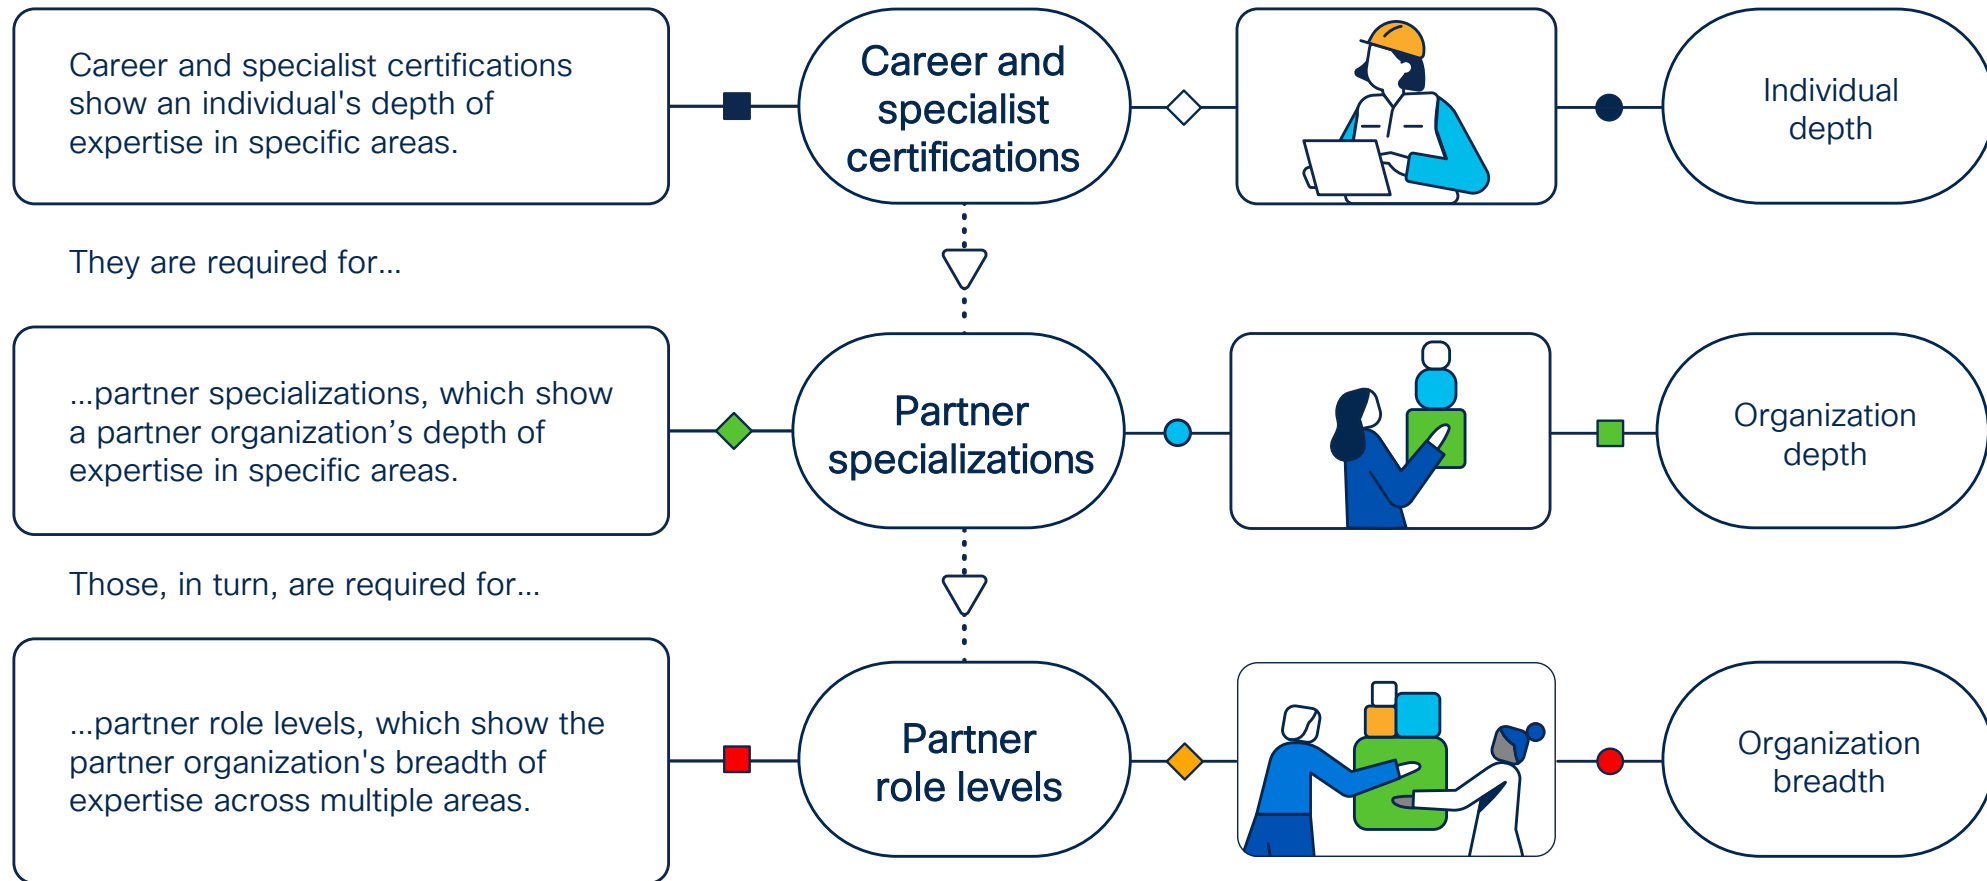 Career and specialist certifications
show an individual's depth of
expertise in specific areas.
Career and
specialist
certifications
Individual
depth
They are required for...
...partner specializations, which show
a partner organization’s depth of
expertise in specific areas.
Partner
specializations
Organization
depth
Those, in turn, are required for...
...partner role levels, which show the
partner organization's breadth of
expertise across multiple areas.
Partner
role levels
Organization
breadth